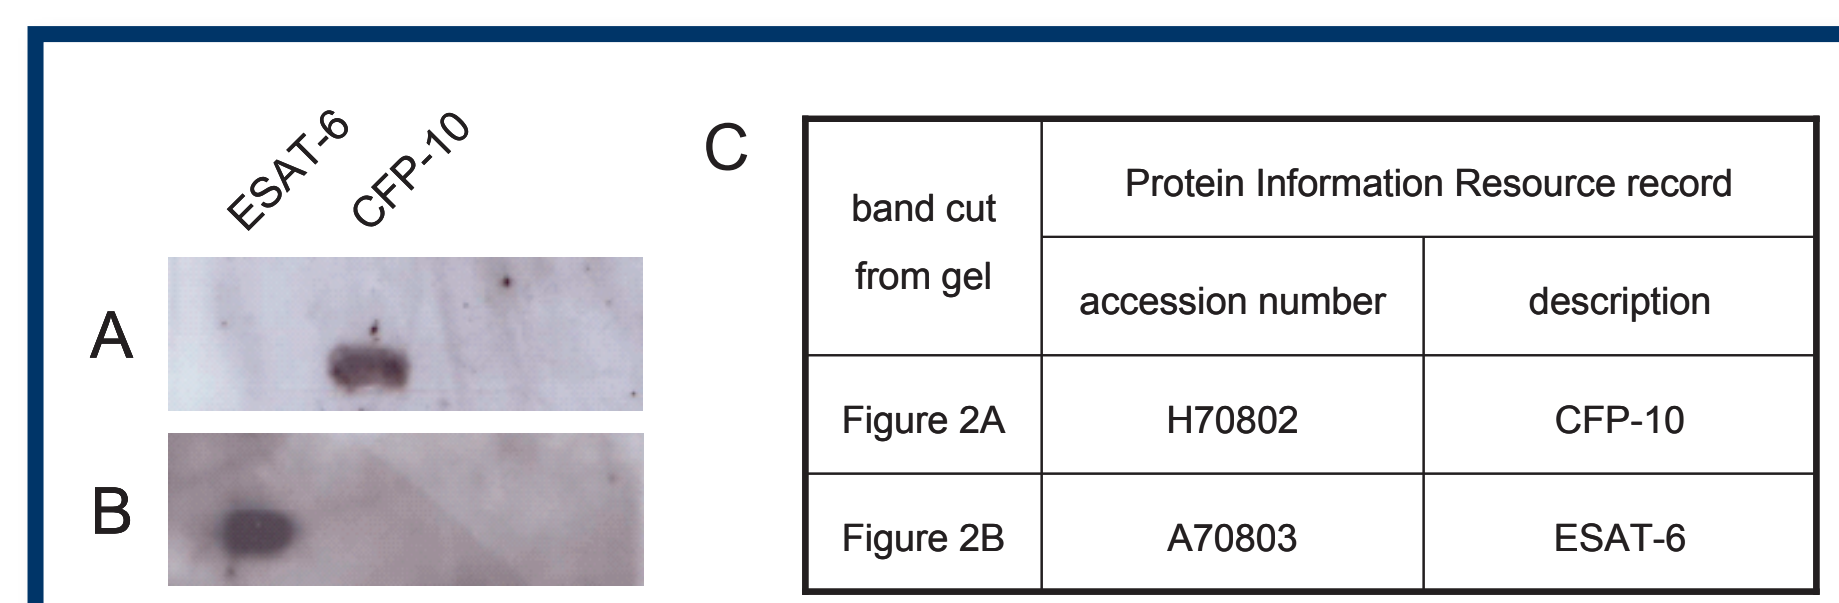 ESAT-6
CFP-10
A
B
C
band cut
from gel
Protein Information Resource record
accession number
description
Figure 2A
H70802
CFP-10
Figure 2B
A70803
ESAT-6